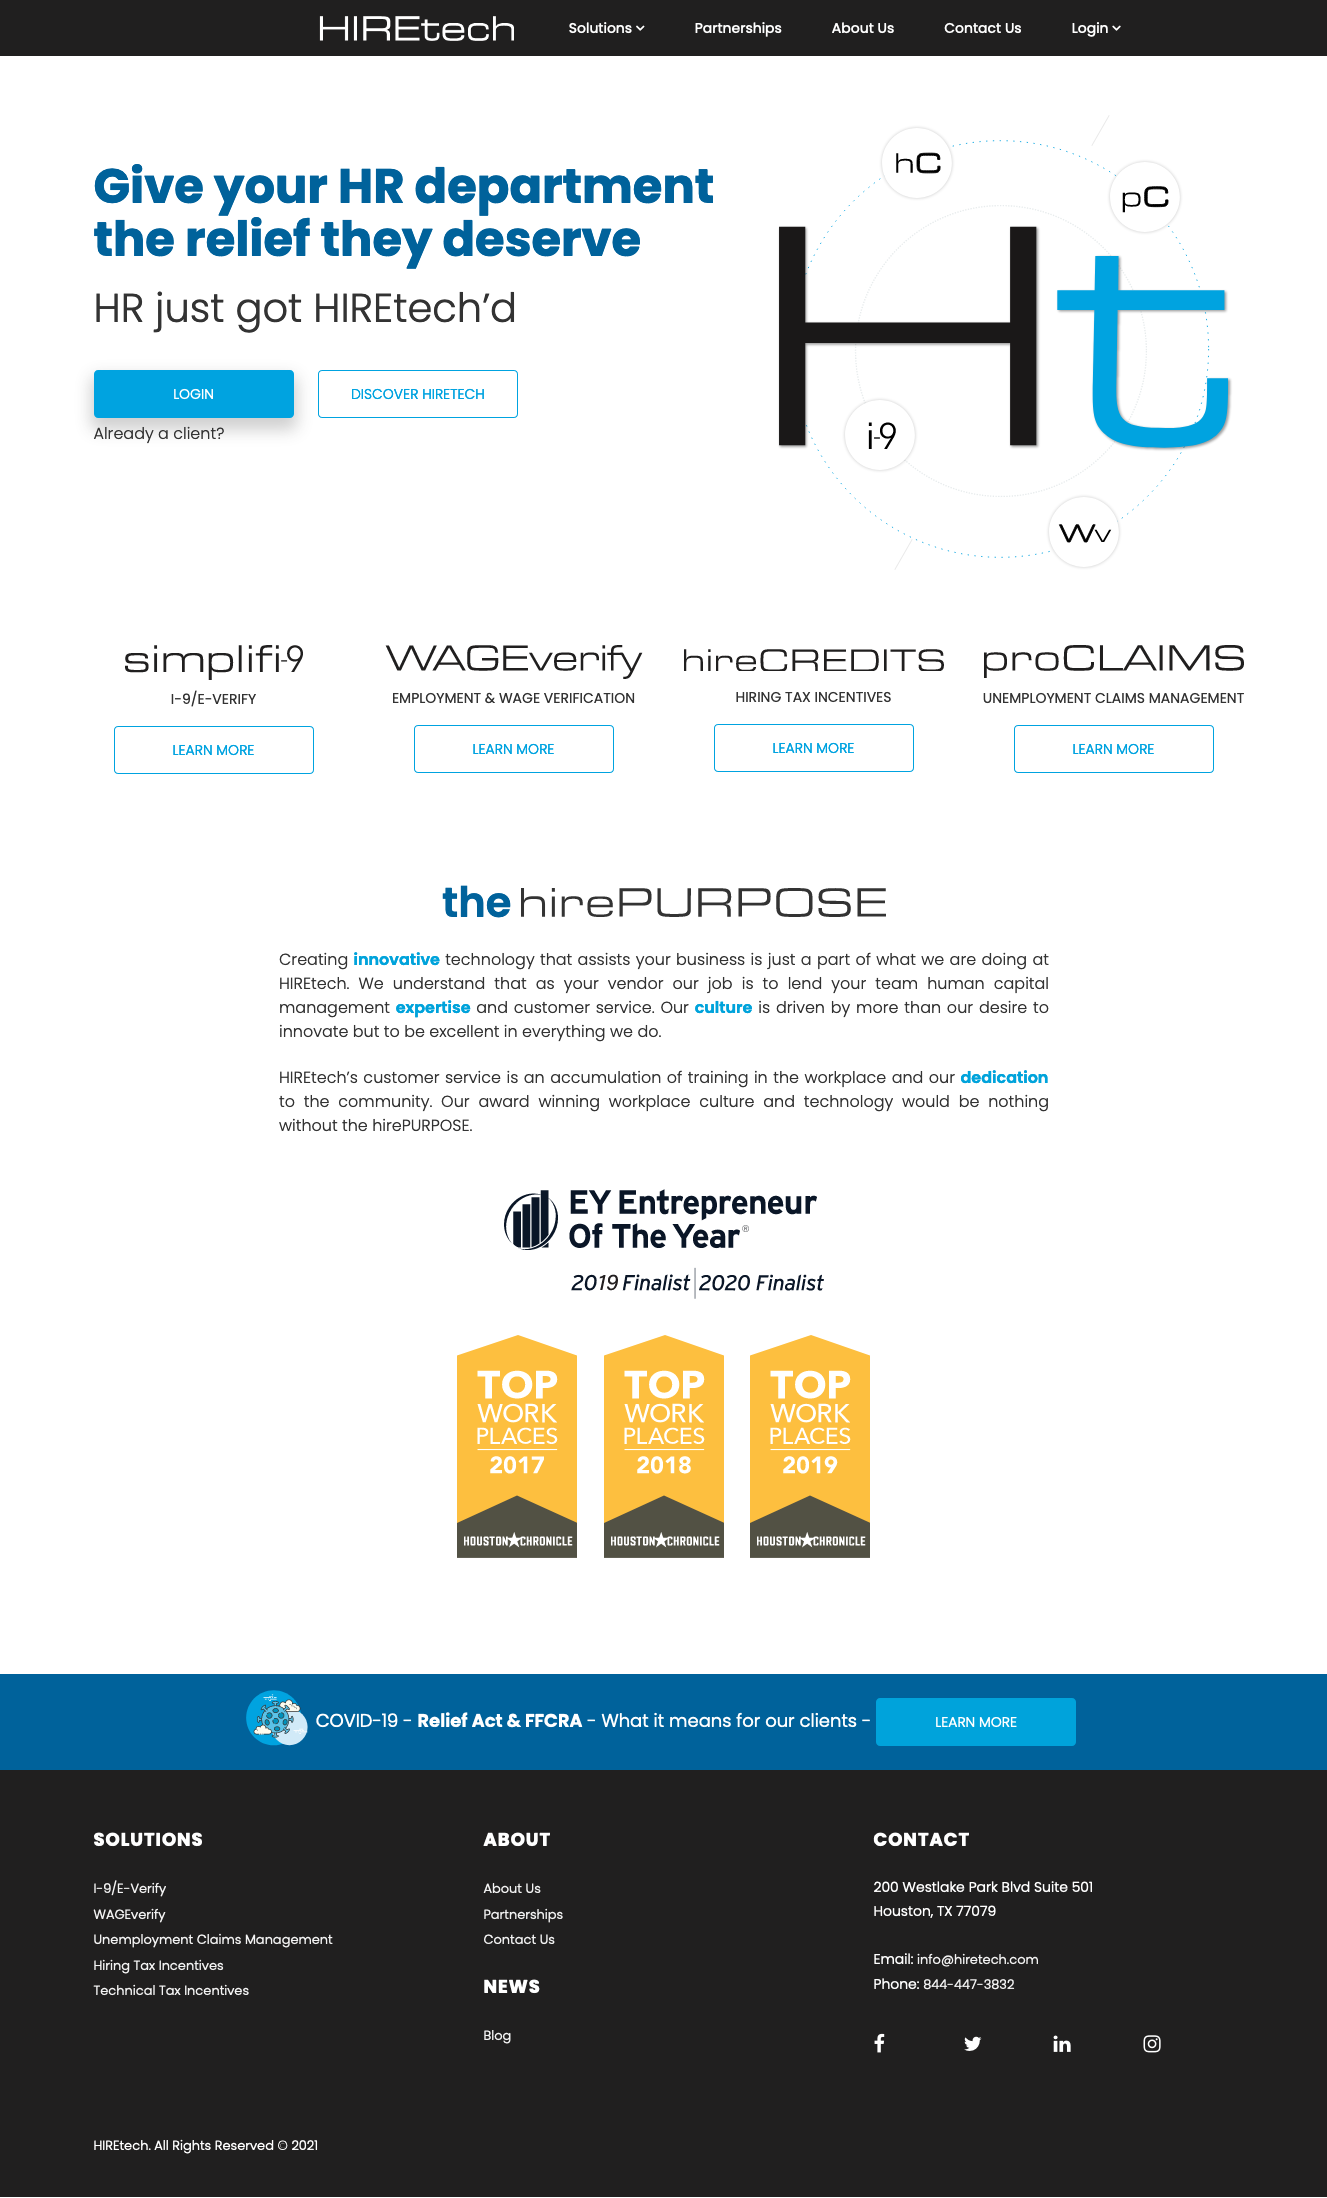 HIREtech
Solutions
Partnerships
About Us
Contact Us
Login
Give your HR department
the relief they deserve
HR just got HIREtech’d
LOGIN
DISCOVER HIRETECH
Already a client?
hC
pC
Ht
i-9
Wv
simplifi-9
I-9/E-VERIFY
LEARN MORE
WAGEverify
EMPLOYMENT & WAGE VERIFICATION
LEARN MORE
hireCREDITS
HIRING TAX INCENTIVES
LEARN MORE
proCLAIMS
UNEMPLOYMENT CLAIMS MANAGEMENT
LEARN MORE
the hirePURPOSE
Creating innovative technology that assists your business is just a part of what we are doing at
HIREtech. We understand that as your vendor our job is to lend your team human capital
management expertise and customer service. Our culture is driven by more than our desire to
innovate but to be excellent in everything we do.
HIREtech’s customer service is an accumulation of training in the workplace and our dedication
to the community. Our award winning workplace culture and technology would be nothing
without the hirePURPOSE.
EY Entrepreneur
Of The Year®
2019 Finalist | 2020 Finalist
TOP
WORK
PLACES
2017
HOUSTON★CHRONICLE
TOP
WORK
PLACES
2018
HOUSTON★CHRONICLE
TOP
WORK
PLACES
2019
HOUSTON★CHRONICLE
COVID-19 - Relief Act & FFCRA - What it means for our clients -
LEARN MORE
SOLUTIONS
I-9/E-Verify
WAGEverify
Unemployment Claims Management
Hiring Tax Incentives
Technical Tax Incentives
ABOUT
About Us
Partnerships
Contact Us
NEWS
Blog
CONTACT
200 Westlake Park Blvd Suite 501
Houston, TX 77079
Email: info@hiretech.com
Phone: 844-447-3832
HIREtech. All Rights Reserved © 2021